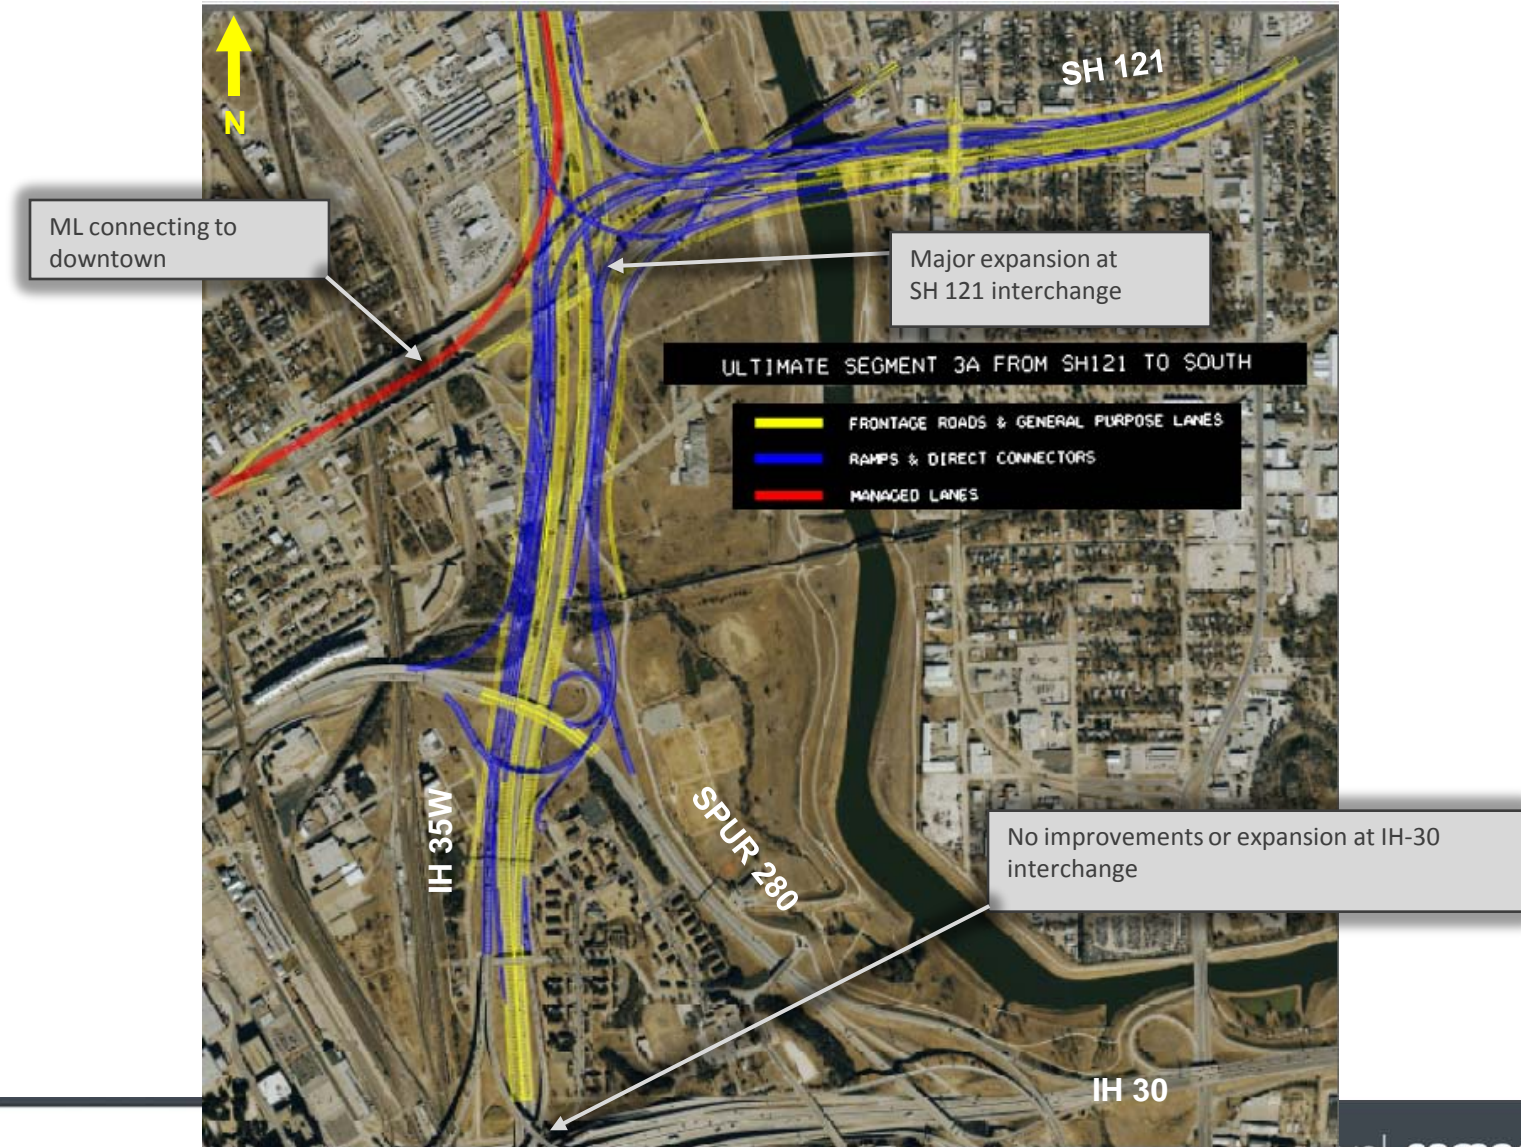 SH 121
N
ML connecting to
downtown
Major expansion at
SH 121 interchange
ULTIMATE SEGMENT 3A FROM SH121 TO SOUTH
FRONTAGE ROADS & GENERAL PURPOSE LANES
RAMPS & DIRECT CONNECTORS
MANAGED LANES
IH 35W
SPUR 280
No improvements or expansion at IH-30
interchange
IH 30